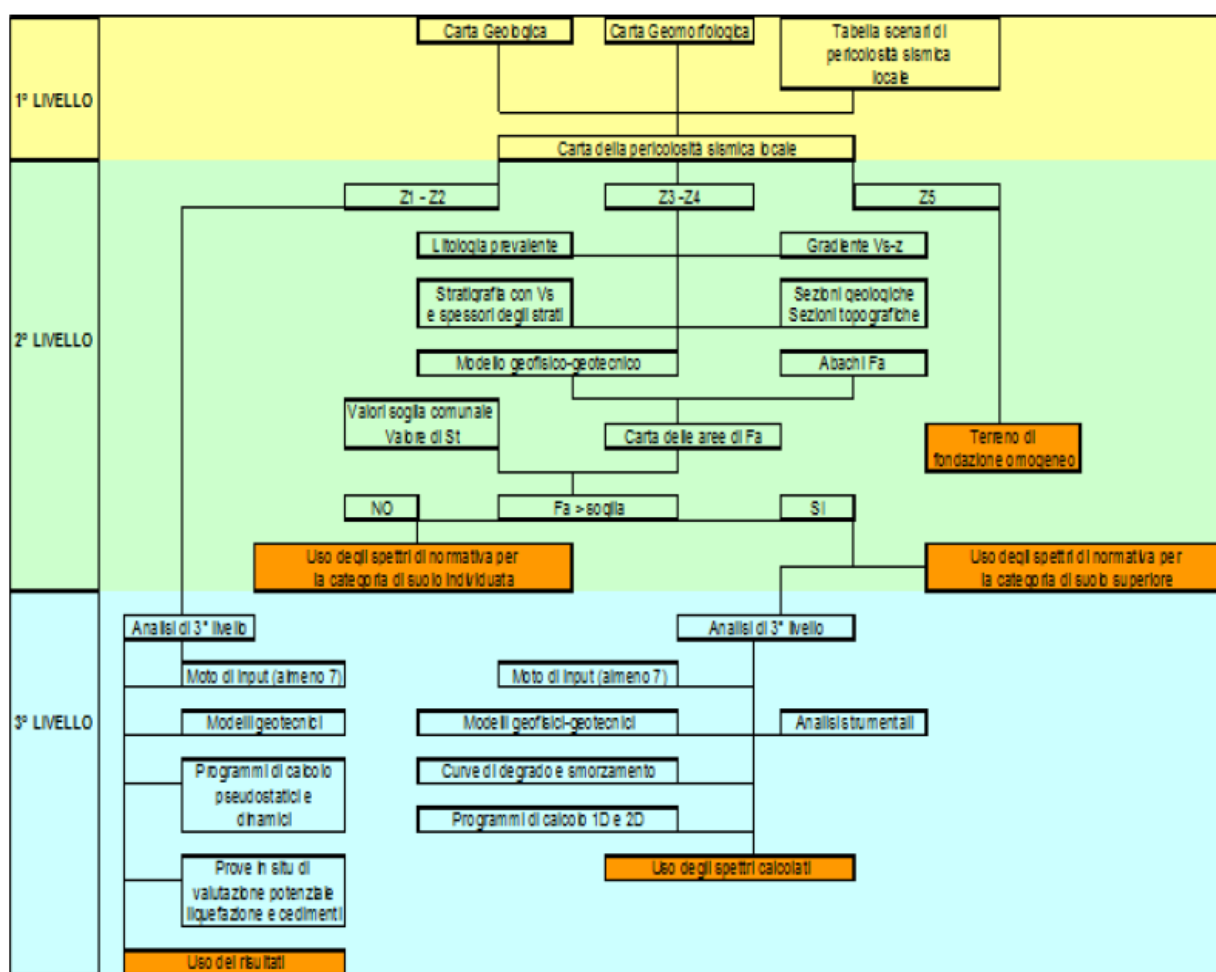 Carta Geologica
Carta Geomorfologica
Tabella scenari di
pericolosità sismica
locale
1° LIVELLO
Carta della pericolosità sismica locale
Z1 - Z2
Z3 -Z4
Z5
Litologia prevalente
Gradiente Vs-z
Stratigrafia con Vs
e spessori degli strati
Sezioni geologiche
Sezioni topografiche
2° LIVELLO
Modello geofisico-geotecnico
Abachi Fa
Valori soglia comunale
Valore di St
Carta delle aree di Fa
Terreno di
fondazione omogeneo
NO
Fa > soglia
SI
Uso degli spettri di normativa per
la categoria di suolo individuata
Uso degli spettri di normativa per
la categoria di suolo superiore
Analisi di 3° livello
Analisi di 3° livello
Moto di input (almeno 7)
Moto di input (almeno 7)
3° LIVELLO
Modelli geotecnici
Modelli geofisici-geotecnici
Analisi strumentali
Programmi di calcolo
pseudostatici e
dinamici
Curve di degrado e smorzamento
Programmi di calcolo 1D e 2D
Prove in situ di
valutazione potenziale
liquefazione e cedimenti
Uso degli spettri calcolati
Uso dei risultati